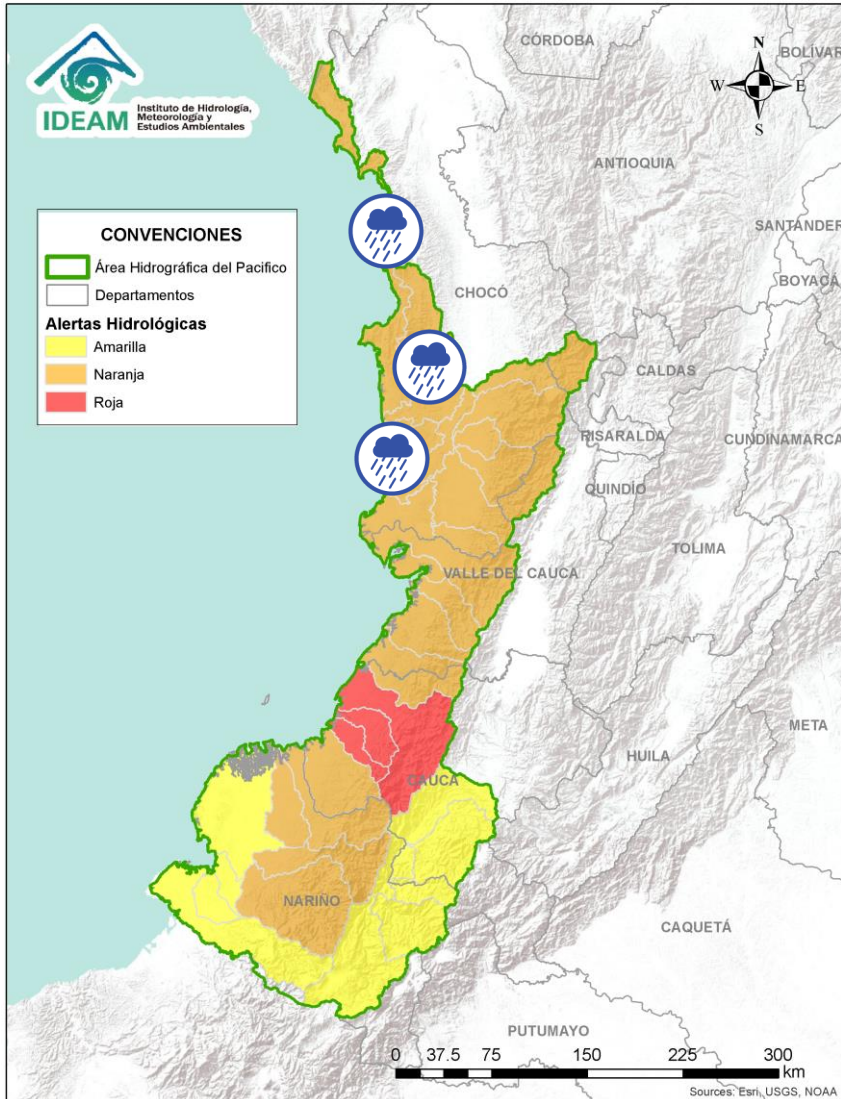 IDEAM
Instituto de Hidrología,
Meteorología y
Estudios Ambientales
CÓRDOBA
BOLÍVAR
N
W
E
S
ANTIOQUIA
SANTANDER
BOYACÁ
CONVENCIONES
Área Hidrográfica del Pacifico
Departamentos
Alertas Hidrológicas
Amarilla
Naranja
Roja
CHOCÓ
CALDAS
RISARALDA
CUNDINAMARCA
QUINDÍO
TOLIMA
VALLE DEL CAUCA
META
HUILA
CAUCA
NARIÑO
CAQUETÁ
PUTUMAYO
0 37.5 75 150 225 300
km
Sources: Esri, USGS, NOAA